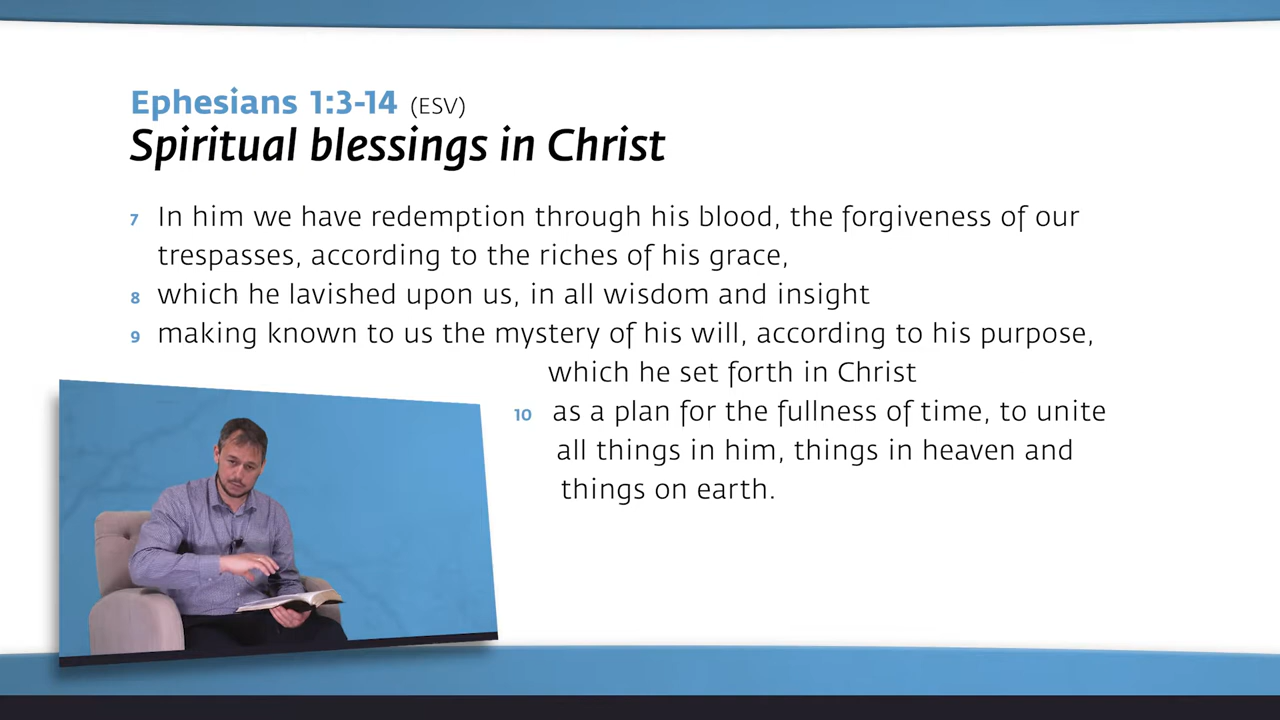 Ephesians 1:3-14 (ESV)
Spiritual blessings in Christ
7 In him we have redemption through his blood, the forgiveness of our
trespasses, according to the riches of his grace,
8 which he lavished upon us, in all wisdom and insight
9 making known to us the mystery of his will, according to his purpose,
which he set forth in Christ
10 as a plan for the fullness of time, to unite
all things in him, things in heaven and
things on earth.